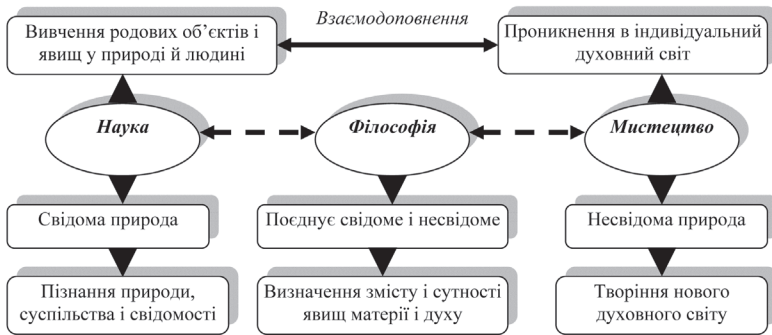 Взаємодоповнення
Вивчення родових об’єктів і
явищ у природі й людині
Проникнення в індивідуальний
духовний світ
Наука
Філософія
Мистецтво
Свідома природа
Поєднує свідоме і несвідоме
Несвідома природа
Пізнання природи,
суспільства і свідомості
Визначення змісту і сутності
явищ матерії і духу
Творіння нового
духовного світу